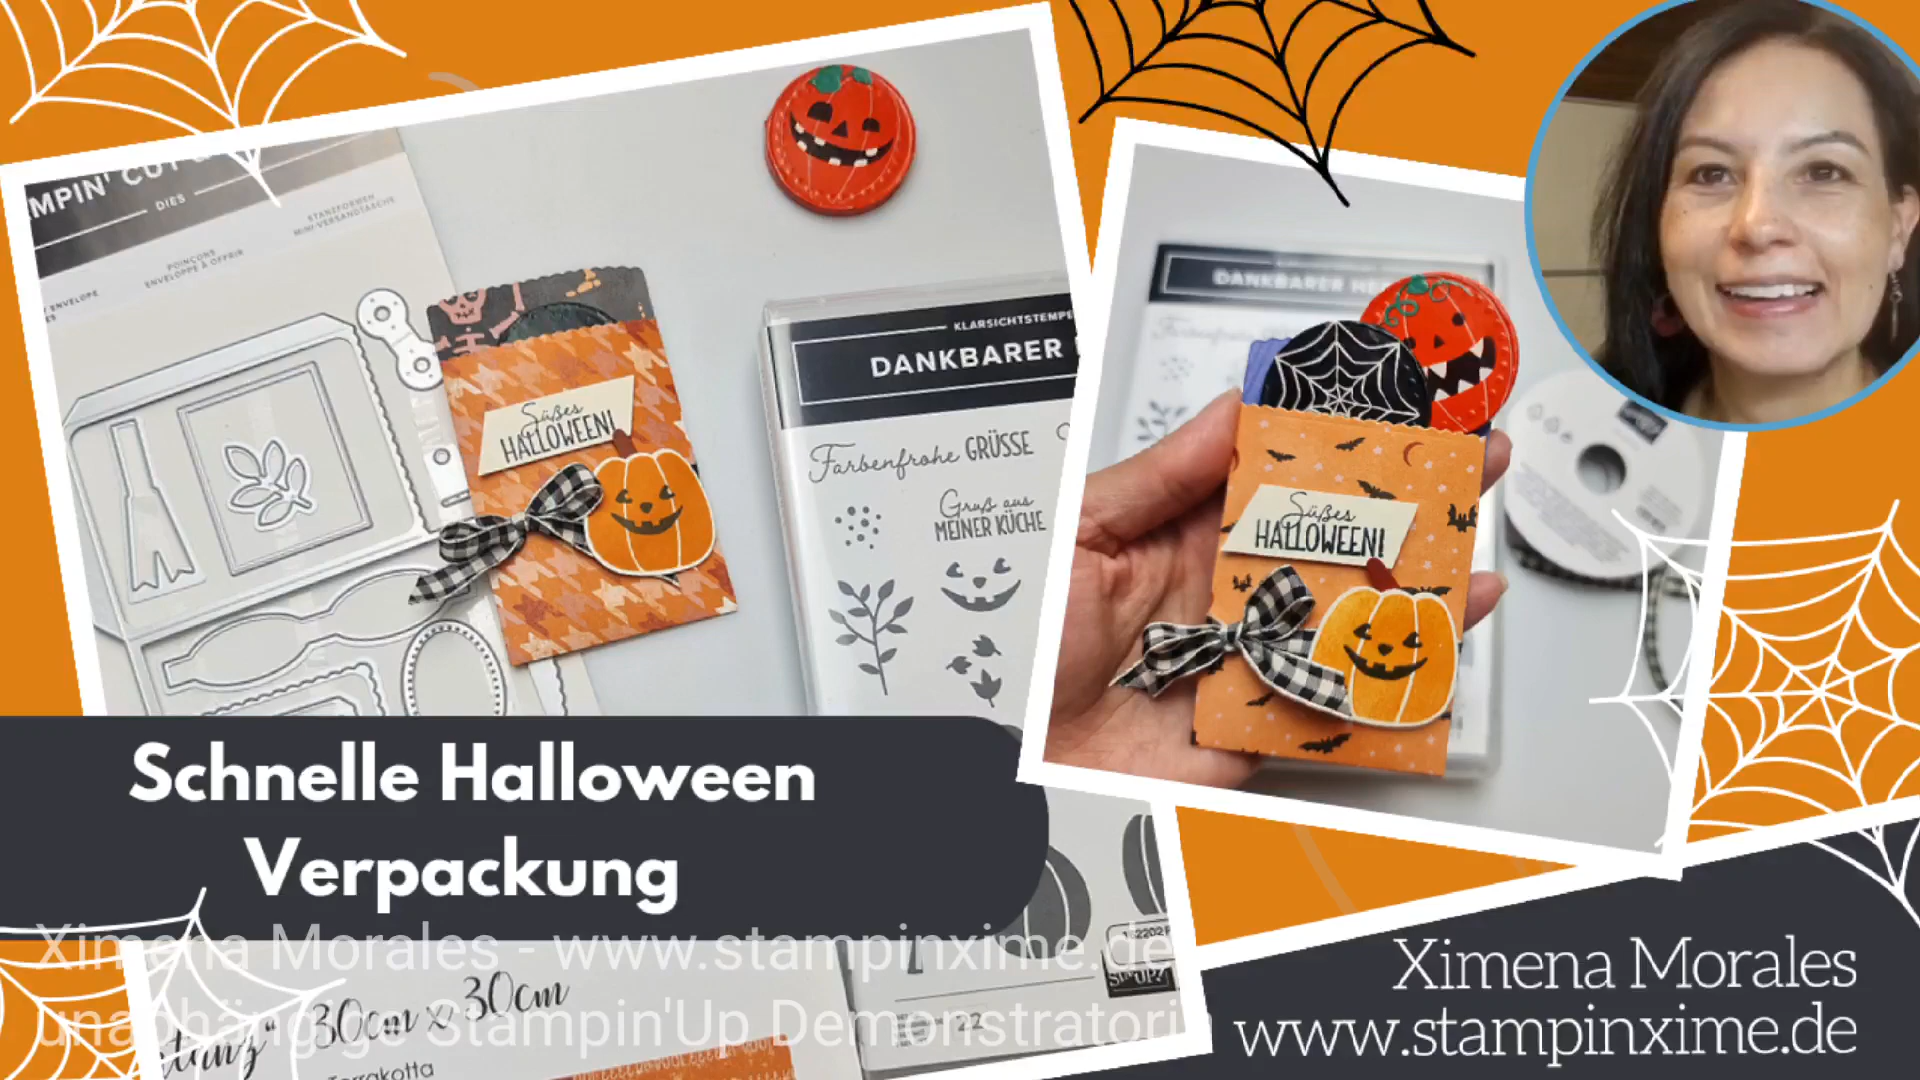 DIES
STANZFORMEN
MINI-VERSANDTASCHE
POINÇONS
ENVELOPPE À OFFRIR
ENVELOPE
Süßes
HALLOWEEN!
KLARSICHTSTEMPE
DANKBARER
Farbenfrohe GRÜSSE
Gruß aus
MEINER KÜCHE
DANKBARER HE
Süßes
HALLOWEEN!
Schnelle Halloween
Verpackung
Ximena Morales - www.stampinxime.de
unabhängige Stampin'Up Demonstratorin
30cm x 30cm
Terrakotta
Ximena Morales
www.stampinxime.de